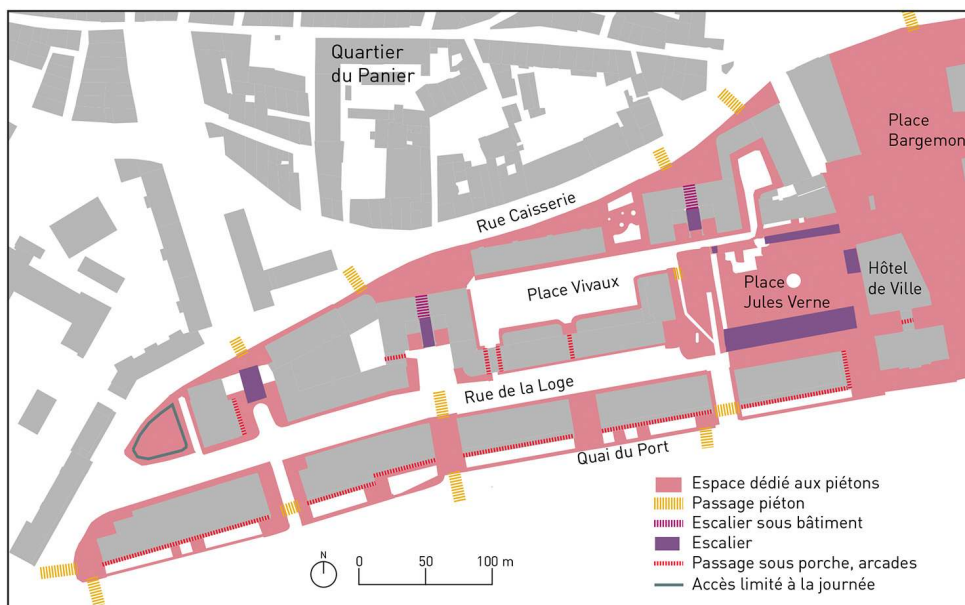 Quartier
du Panier
Place
Bargemon
Rue Caisserie
Place Vivaux
Place
Jules Verne
Hôtel
de Ville
Rue de la Loge
Quai du Port
Espace dédié aux piétons
Passage piéton
Escalier sous bâtiment
Escalier
Passage sous porche, arcades
Accès limité à la journée
N
0 50 100 m